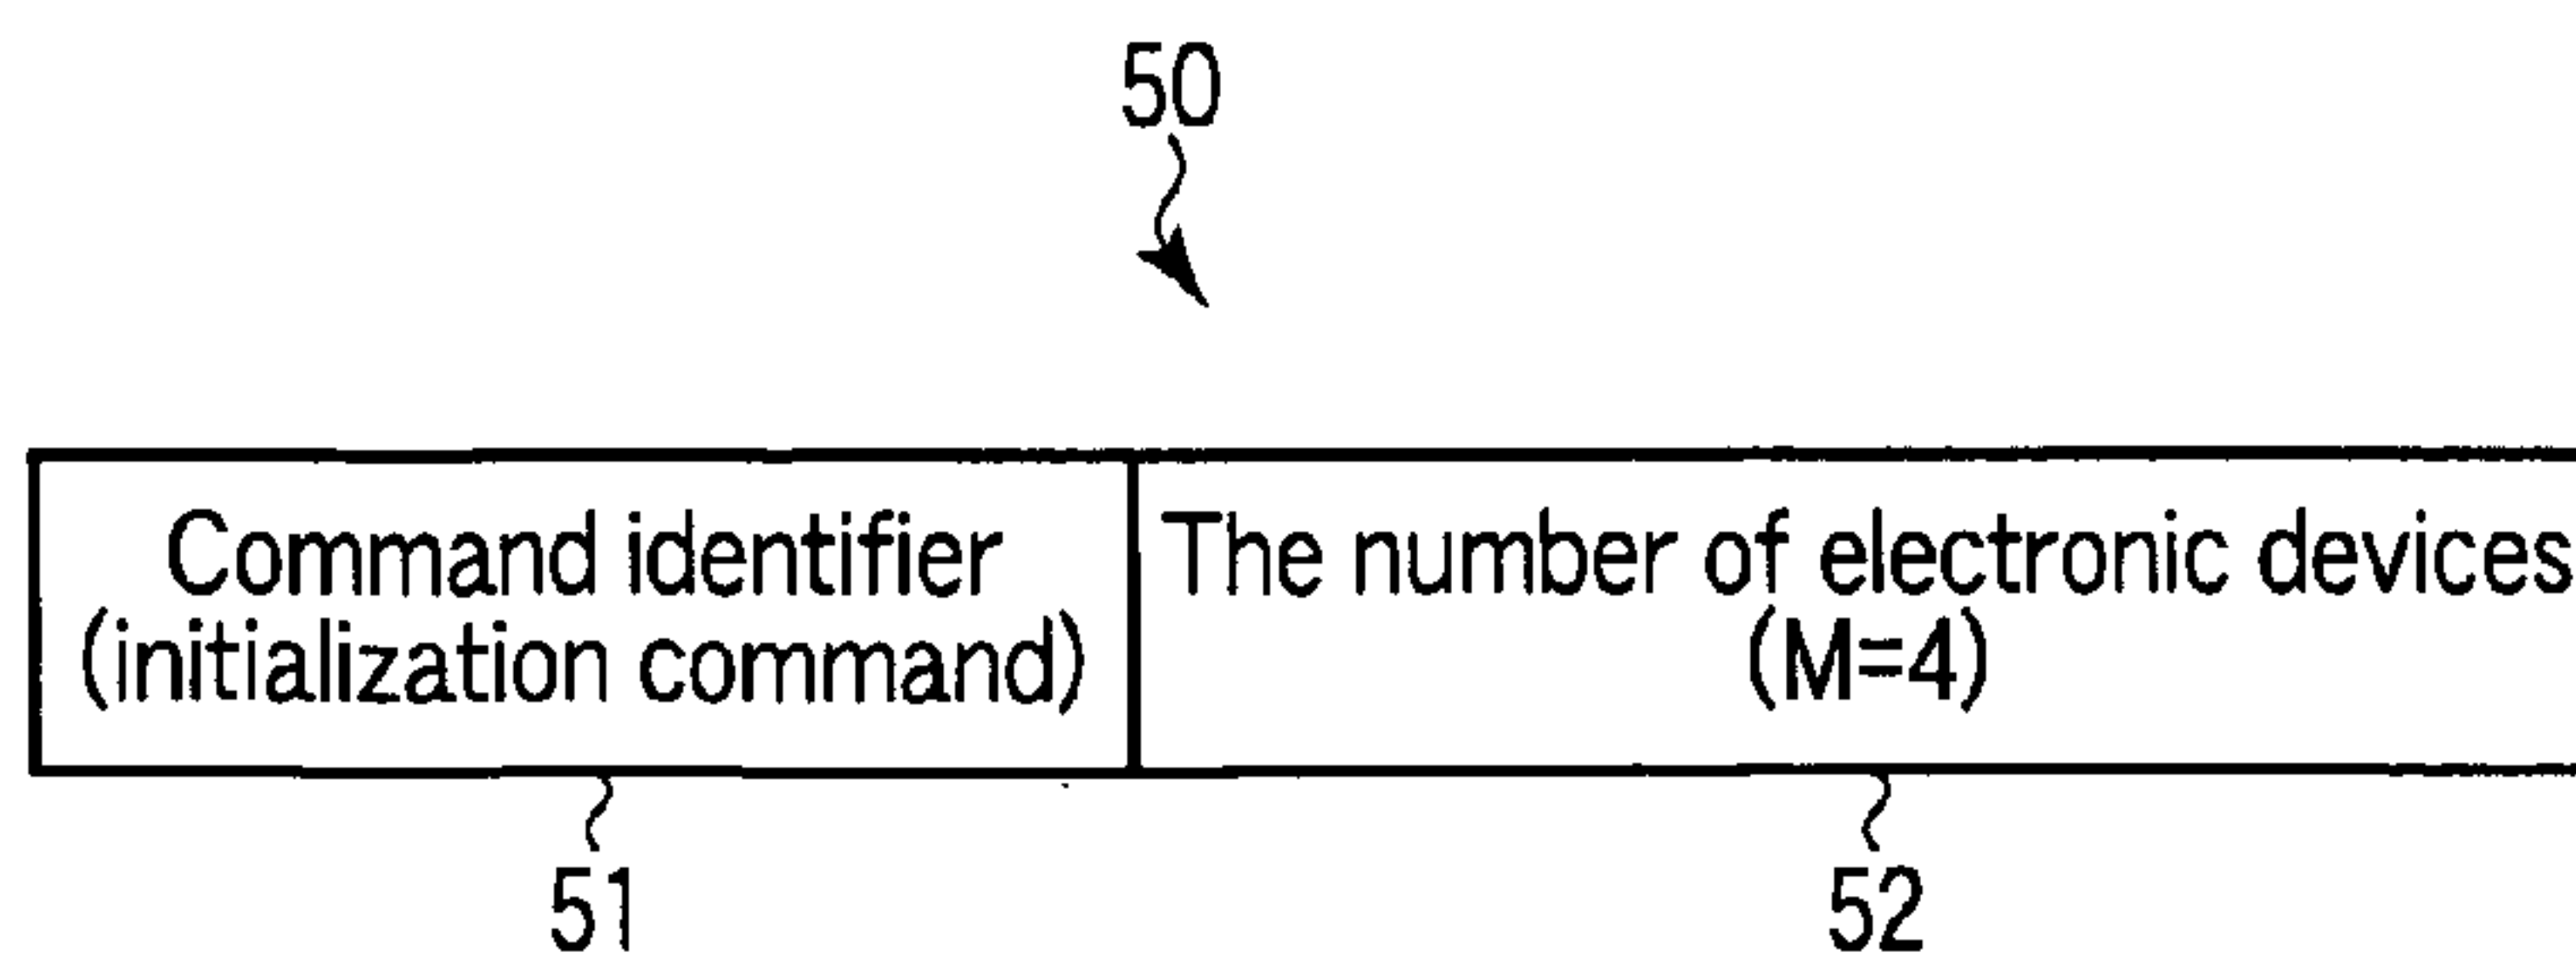 50
Command identifier
(initialization command)
The number of electronic devices
(M=4)
51
52